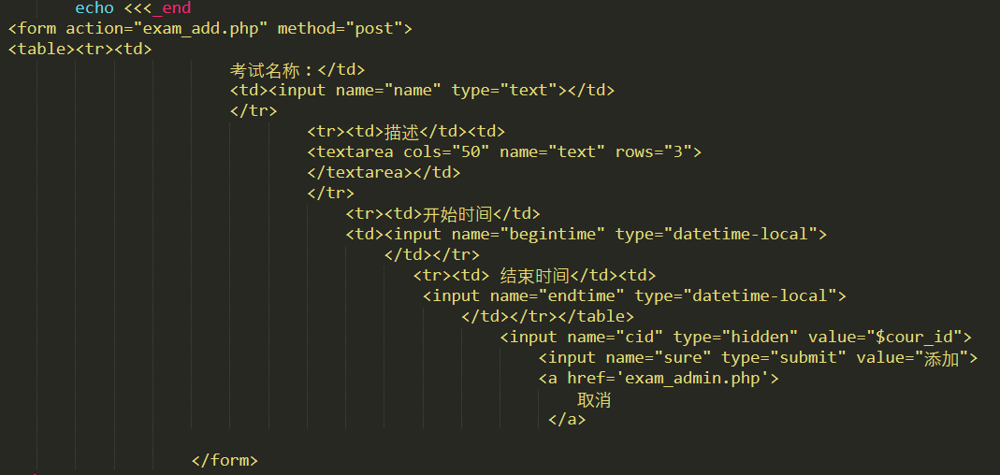 echo <<<_end
<form action="exam_add.php" method="post">
<table><tr><td>
考试名称：</td>
<td><input name="name" type="text"></td>
</tr>
<tr><td>描述</td><td>
<textarea cols="50" name="text" rows="3">
</textarea></td>
</tr>
<tr><td>开始时间</td>
<td><input name="begintime" type="datetime-local">
</td></tr>
<tr><td> 结束时间</td><td>
<input name="endtime" type="datetime-local">
</td></tr></table>
<input name="cid" type="hidden" value="$cour_id">
<input name="sure" type="submit" value="添加">
<a href='exam_admin.php'>
取消
</a>
</form>